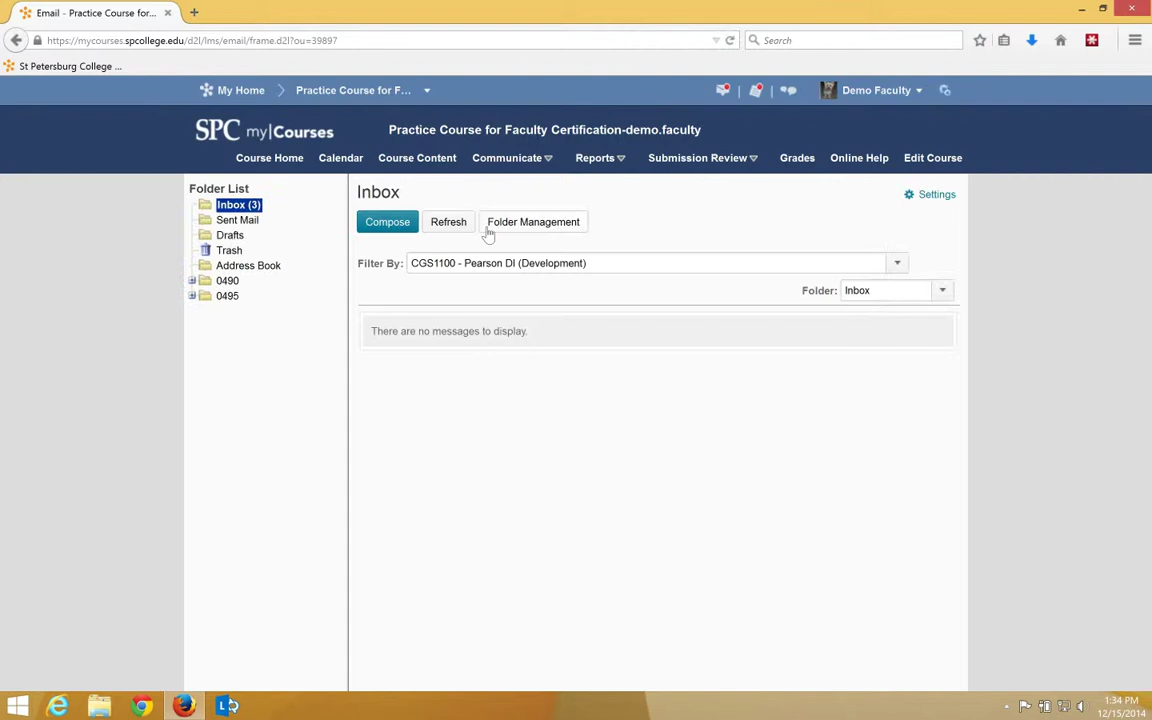 Email - Practice Course for...
https://mycourses.spcollege.edu/d2l/lms/email/frame.d2l?ou=39897
Search
St Petersburg College ...
My Home
Practice Course for F...
Demo Faculty
SPC my|Courses
Practice Course for Faculty Certification-demo.faculty
Course Home
Calendar
Course Content
Communicate
Reports
Submission Review
Grades
Online Help
Edit Course
Folder List
Inbox (3)
Sent Mail
Drafts
Trash
Address Book
0490
0495
Inbox
Settings
Compose
Refresh
Folder Management
Filter By: CGS1100 - Pearson DI (Development)
Folder: Inbox
There are no messages to display.
1:34 PM
12/15/2014